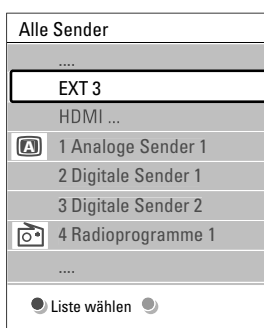 Alle Sender
....
EXT 3
HDMI ...
A 1 Analoge Sender 1
2 Digitale Sender 1
3 Digitale Sender 2
4 Radioprogramme 1
....
Liste wählen